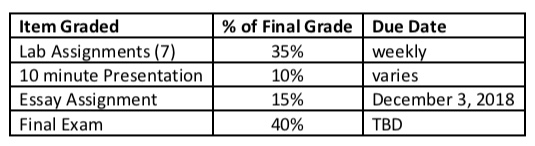 Item Graded % of Final Grade Due Date
Lab Assignments (7) 35% weekly
10 minute Presentation 10% varies
Essay Assignment 15% December 3, 2018
Final Exam 40% TBD